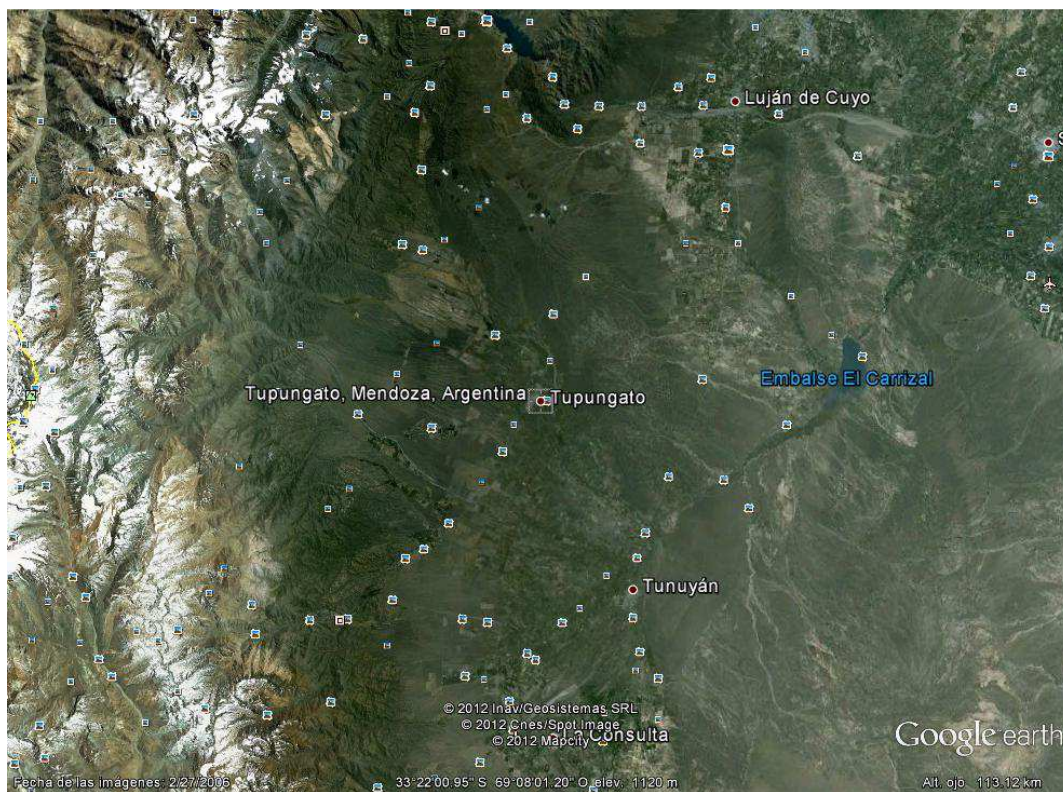 Luján de Cuyo
S
Embalse El Carrizal
Tupungato, Mendoza, Argentina
Tupungato
Tunuyán
© 2012 Inav/Geosistemas SRL
© 2012 Cnes/Spot Image
© 2012 Mapcity
Consulta
Google earth
Fecha de las imágenes: 2/27/2006
33°22'00.95" S 69°08'01.20" O elev. 1120 m
Alt. ojo 113.12 km